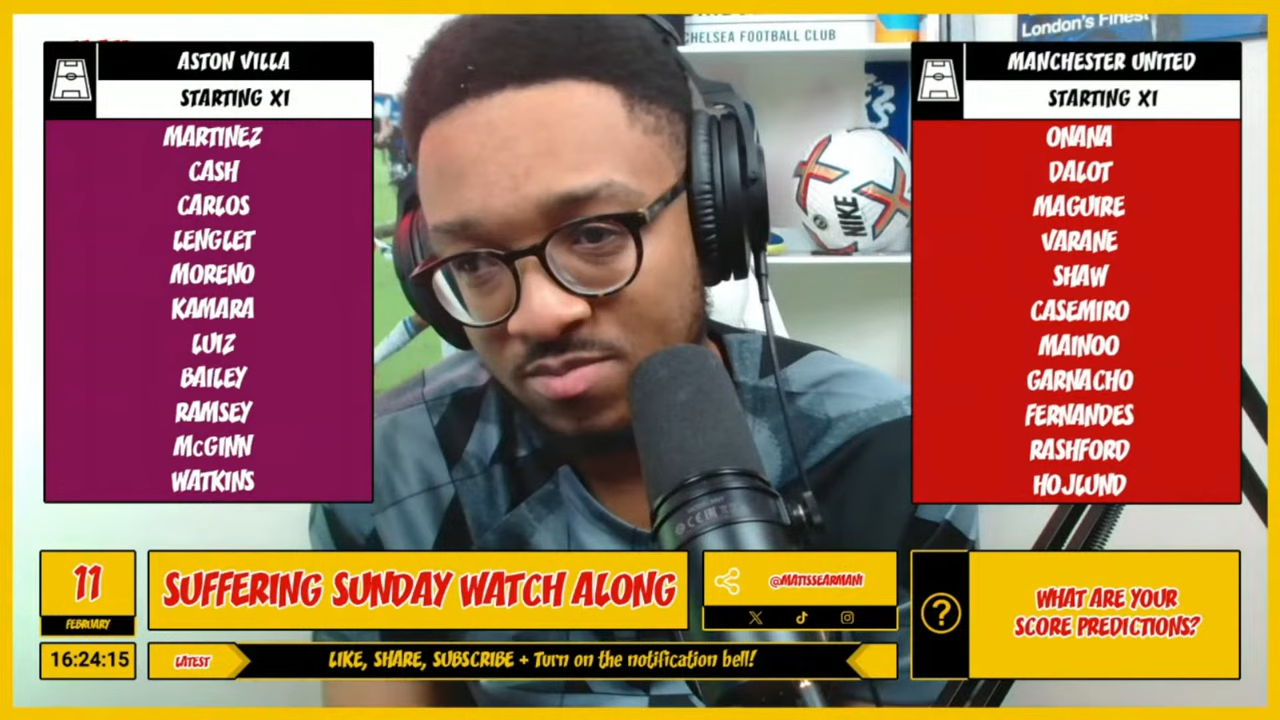 CHELSEA FOOTBALL CLUB
London's Finest
ASTON VILLA
STARTING XI
MARTINEZ
CASH
CARLOS
LENGLET
MORENO
KAMARA
LUIZ
BAILEY
RAMSEY
McGINN
WATKINS
MANCHESTER UNITED
STARTING XI
ONANA
DALOT
MAGUIRE
VARANE
SHAW
CASEMIRO
MAINOO
GARNACHO
FERNANDES
RASHFORD
HOJLUND
NIKE
11
FEBRUARY
16:24:15
SUFFERING SUNDAY WATCH ALONG
@MATISSEARMANI
LATEST
LIKE, SHARE, SUBSCRIBE + Turn on the notification bell!
?
WHAT ARE YOUR
SCORE PREDICTIONS?